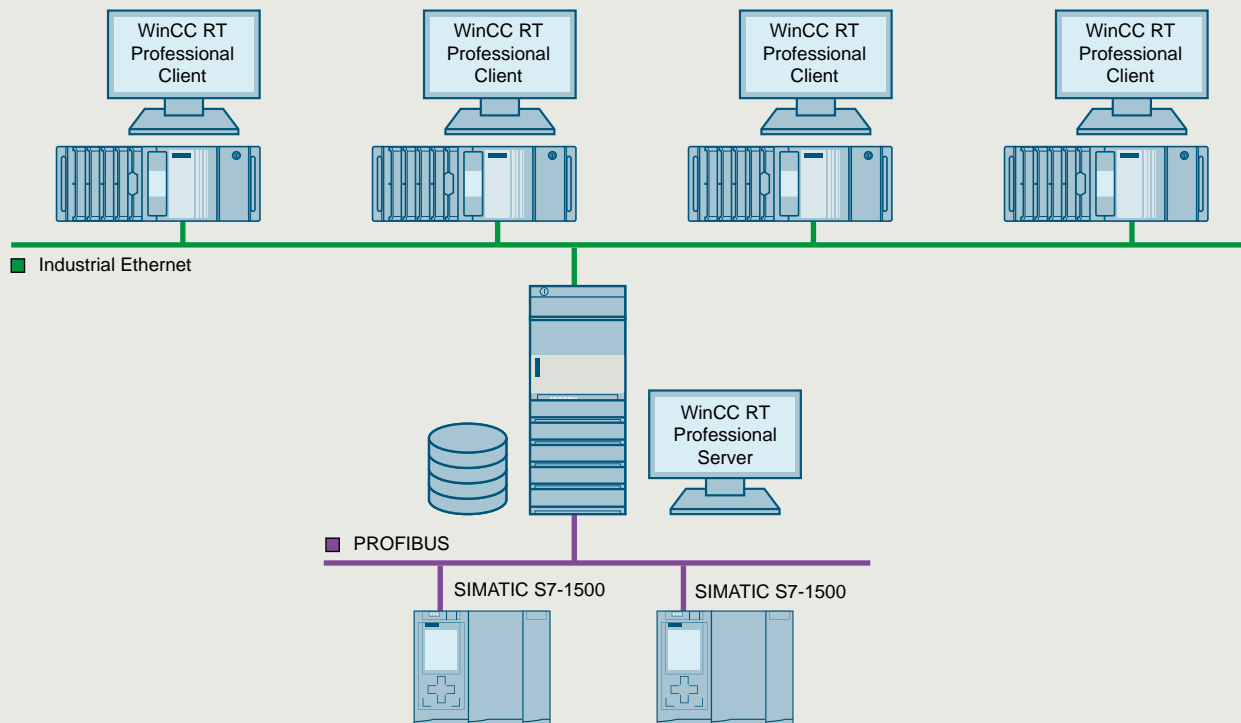 WinCC RT
Professional
Client
WinCC RT
Professional
Client
WinCC RT
Professional
Client
WinCC RT
Professional
Client
Industrial Ethernet
WinCC RT
Professional
Server
PROFIBUS
SIMATIC S7-1500
SIMATIC S7-1500